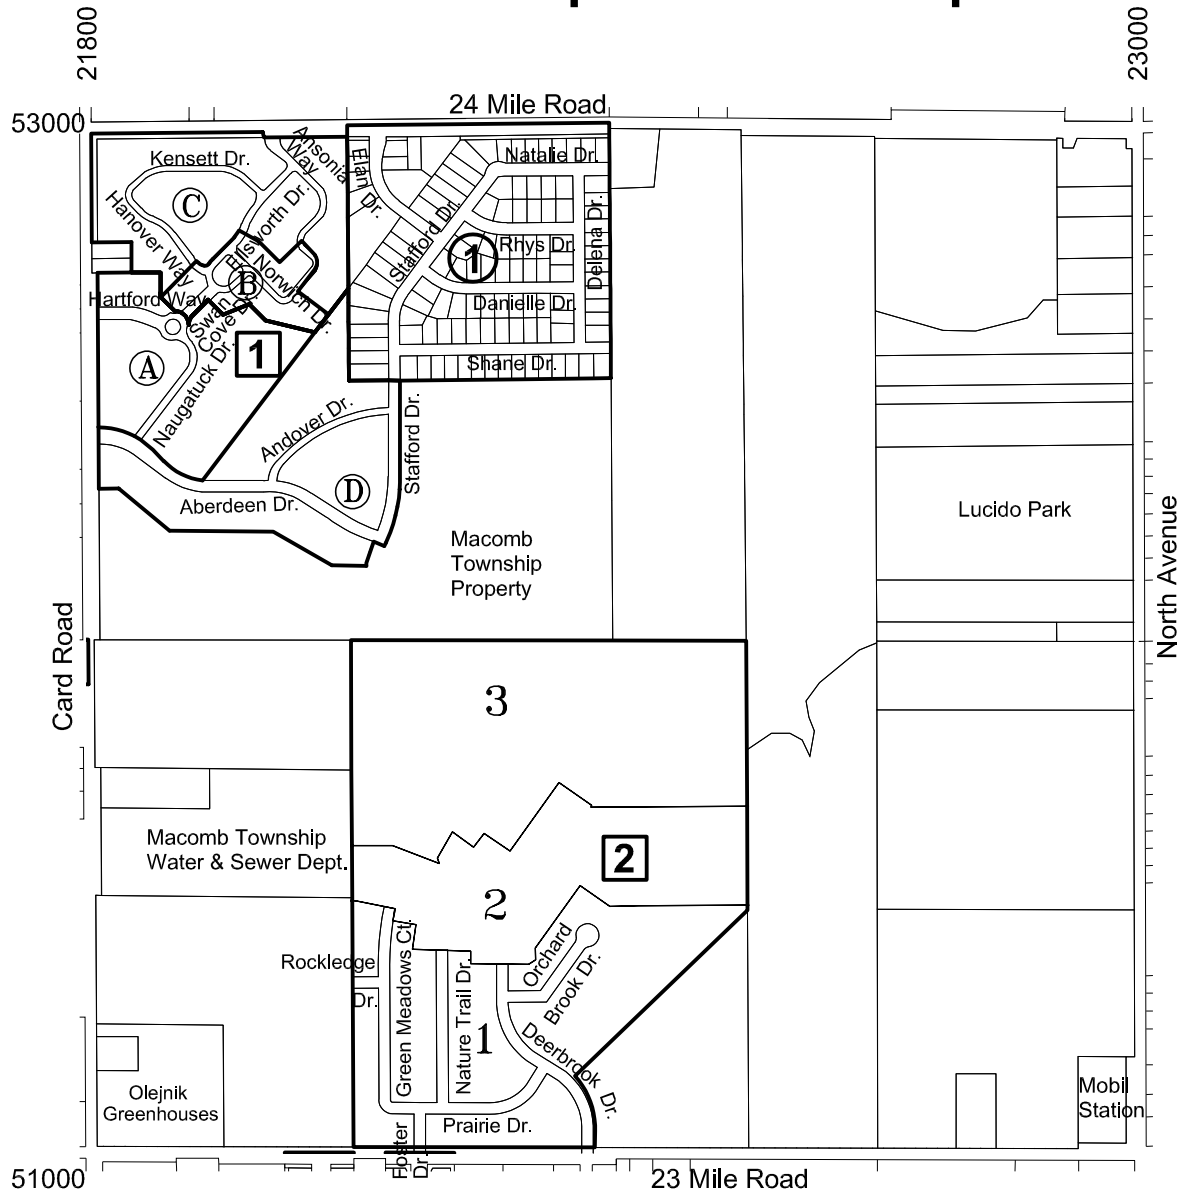 21800
23000
24 Mile Road
53000
Kensett Dr.
Ansonia
Way
Elan Dr.
Natalie Dr.
C
Hanover Way
Ellsworth Dr.
Stafford Dr.
Delena Dr.
Rhys Dr.
1
B
Norwich Dr.
Hartford Way
Swan
Cove Dr.
Danielle Dr.
1
A
Naugatuck Dr.
Shane Dr.
Andover Dr.
Stafford Dr.
D
Aberdeen Dr.
Lucido Park
Macomb
Township
Property
North Avenue
Card Road
3
Macomb Township
Water & Sewer Dept.
2
2
Rockledge
Dr.
Green Meadows Ct.
Nature Trail Dr.
Orchard
Brook Dr.
1
Deerbrook Dr.
Olejnik
Greenhouses
Mobil
Station
Prairie Dr.
Foster
Dr.
51000
23 Mile Road